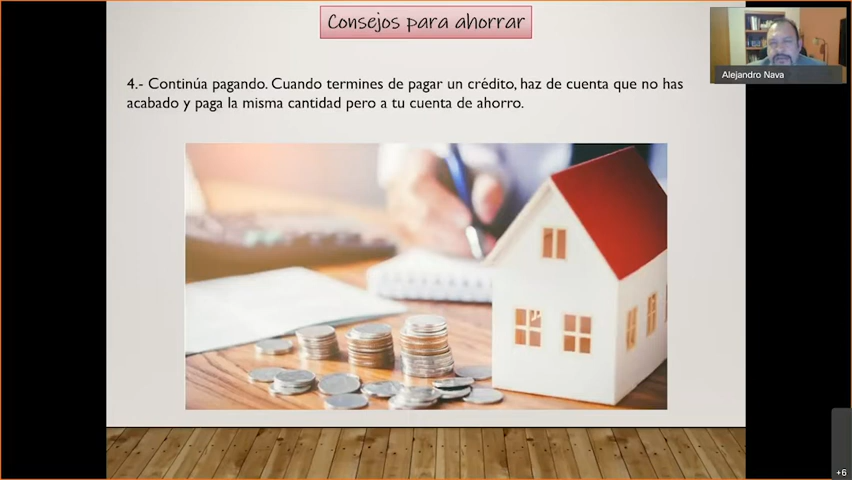 Consejos para ahorrar
Alejandro Nava
4.- Continúa pagando. Cuando termines de pagar un crédito, haz de cuenta que no has
acabado y paga la misma cantidad pero a tu cuenta de ahorro.
+6